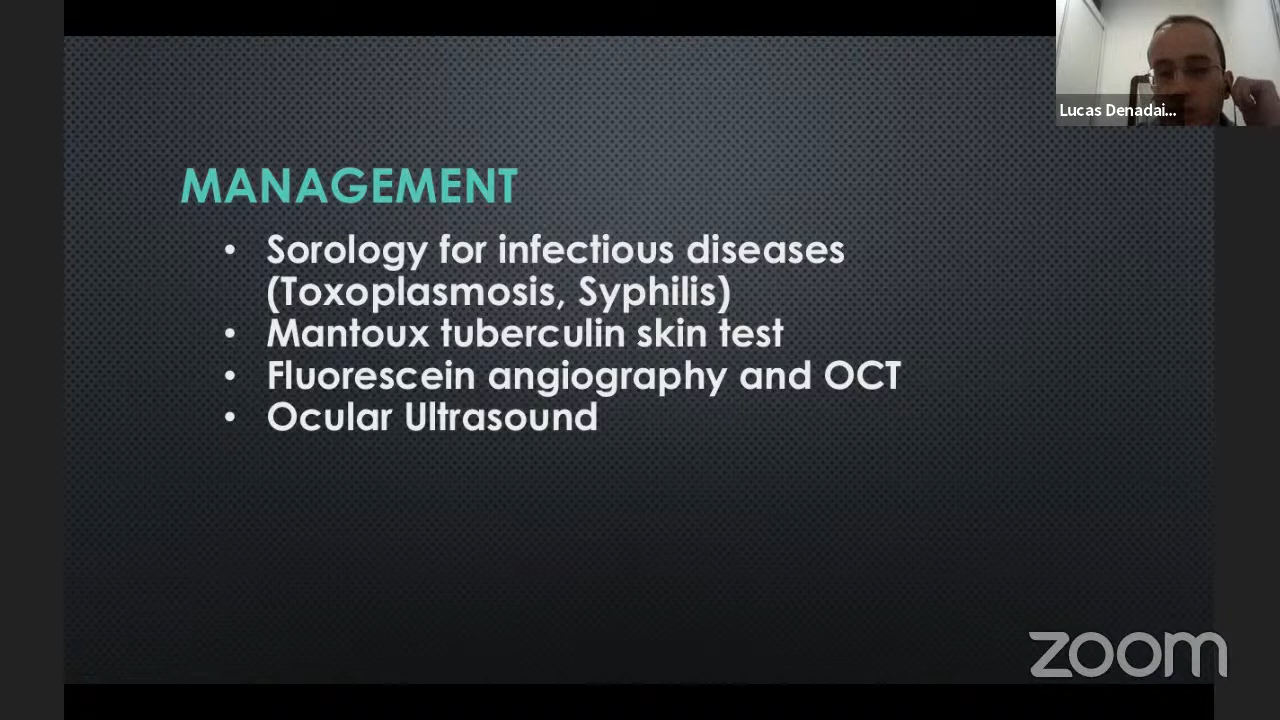 Lucas Denadai...
MANAGEMENT
• Sorology for infectious diseases
(Toxoplasmosis, Syphilis)
• Mantoux tuberculin skin test
• Fluorescein angiography and OCT
• Ocular Ultrasound
zoom